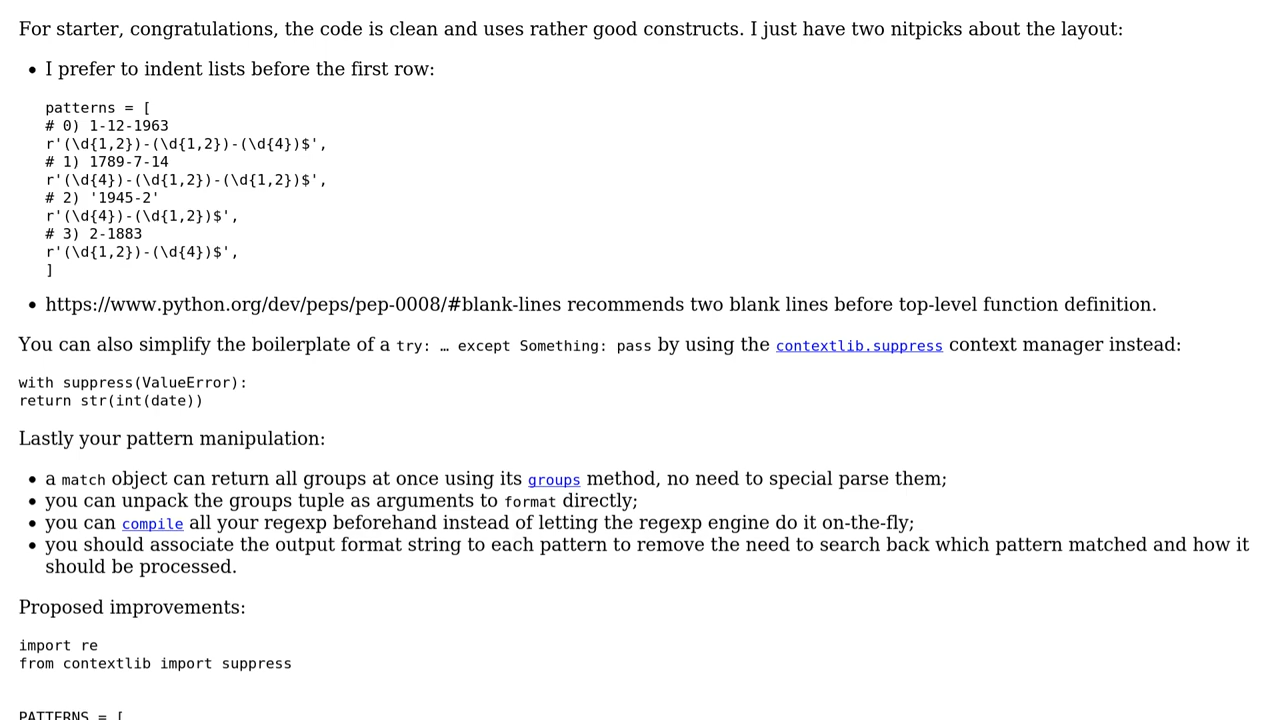 For starter, congratulations, the code is clean and uses rather good constructs. I just have two nitpicks about the layout:
• I prefer to indent lists before the first row:
patterns = [
# 0) 1-12-1963
r'(\d{1,2})-(\d{1,2})-(\d{4})$',
# 1) 1789-7-14
r'(\d{4})-(\d{1,2})-(\d{1,2})$',
# 2) '1945-2'
r'(\d{4})-(\d{1,2})$',
# 3) 2-1883
r'(\d{1,2})-(\d{4})$',
]
• https://www.python.org/dev/peps/pep-0008/#blank-lines recommends two blank lines before top-level function definition.
You can also simplify the boilerplate of a try: … except Something: pass by using the contextlib.suppress context manager instead:
with suppress(ValueError):
return str(int(date))
Lastly your pattern manipulation:
• a match object can return all groups at once using its groups method, no need to special parse them;
• you can unpack the groups tuple as arguments to format directly;
• you can compile all your regexp beforehand instead of letting the regexp engine do it on-the-fly;
• you should associate the output format string to each pattern to remove the need to search back which pattern matched and how it
should be processed.
Proposed improvements:
import re
from contextlib import suppress
PATTERNS = [